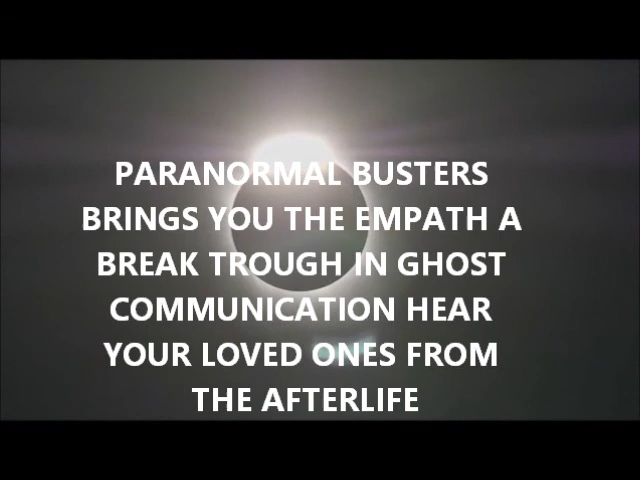 PARANORMAL BUSTERS
BRINGS YOU THE EMPATH A
BREAK TROUGH IN GHOST
COMMUNICATION HEAR
YOUR LOVED ONES FROM
THE AFTERLIFE